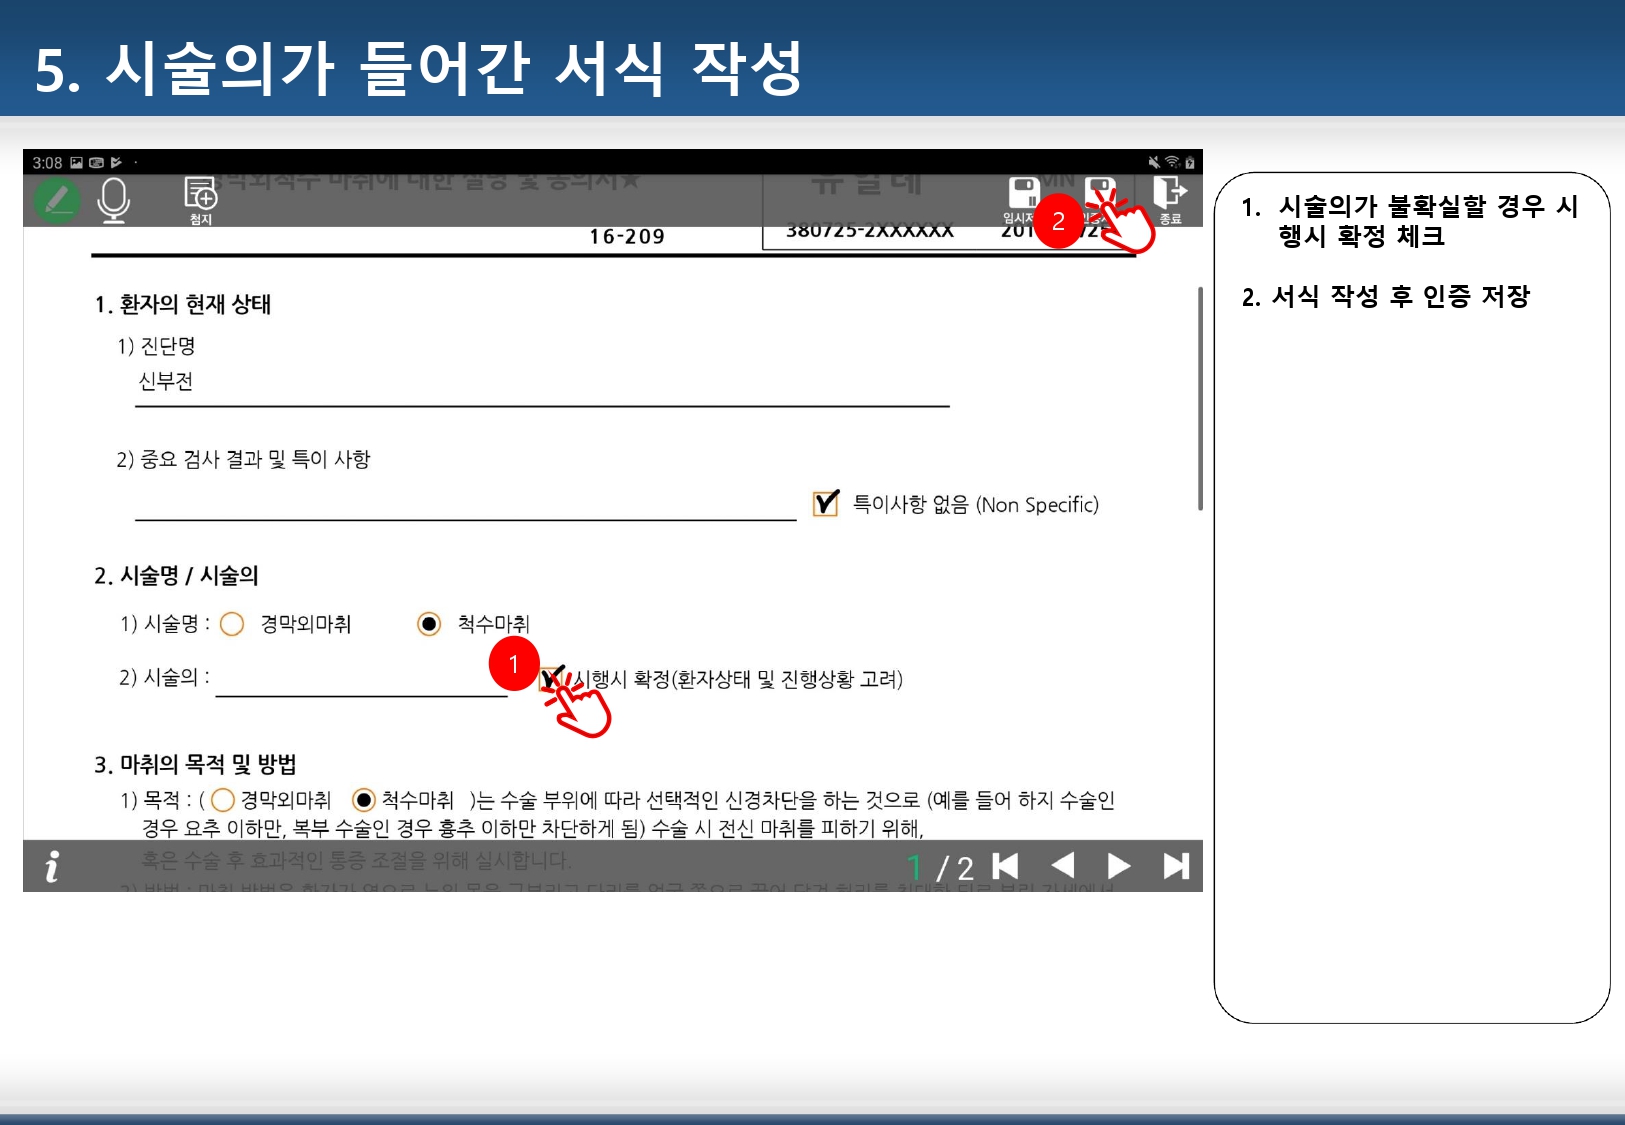 5. 시술의가 들어간 서식 작성
3:08
첨지
종료
2
16-209
380725-2XXXXXX
1. 환자의 현재 상태
1) 진단명
신부전
2) 중요 검사 결과 및 특이 사항
특이사항 없음 (Non Specific)
2. 시술명 / 시술의
1) 시술명 : 경막외마취 척수마취
1
2) 시술의 : 시행시 확정(환자상태 및 진행상황 고려)
3. 마취의 목적 및 방법
1) 목적 : ( 경막외마취 척수마취 )는 수술 부위에 따라 선택적인 신경차단을 하는 것으로 (예를 들어 하지 수술인
경우 요추 이하만, 복부 수술인 경우 흉추 이하만 차단하게 됨) 수술 시 전신 마취를 피하기 위해,
혹은 수술 후 효과적인 통증 조절을 위해 실시합니다.
i
1 / 2
1. 시술의가 불확실할 경우 시
행시 확정 체크
2. 서식 작성 후 인증 저장